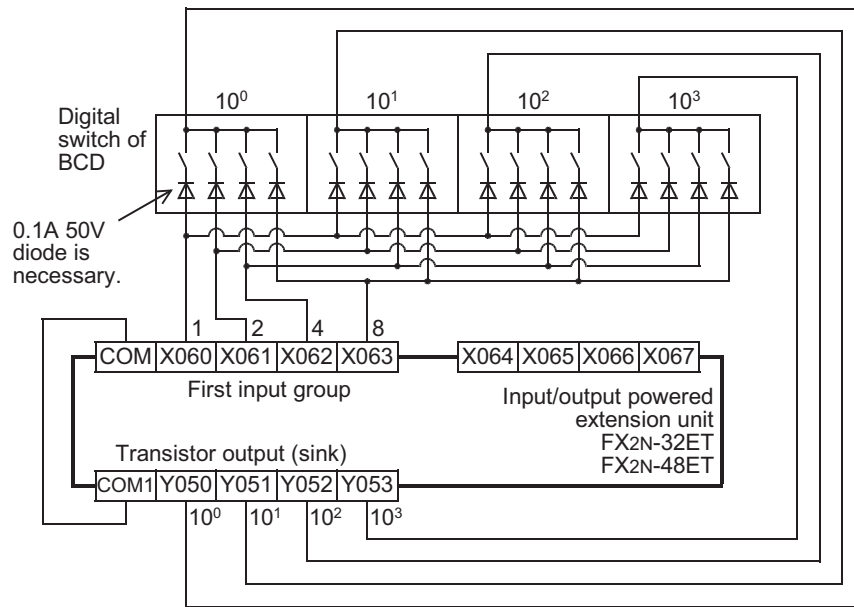 10⁰ 10¹ 10² 10³
Digital
switch of
BCD
0.1A 50V
diode is
necessary.
1 2 4 8
COM X060 X061 X062 X063 X064 X065 X066 X067
First input group
Input/output powered
extension unit
FX2N-32ET
FX2N-48ET
Transistor output (sink)
COM1 Y050 Y051 Y052 Y053
10⁰ 10¹ 10² 10³